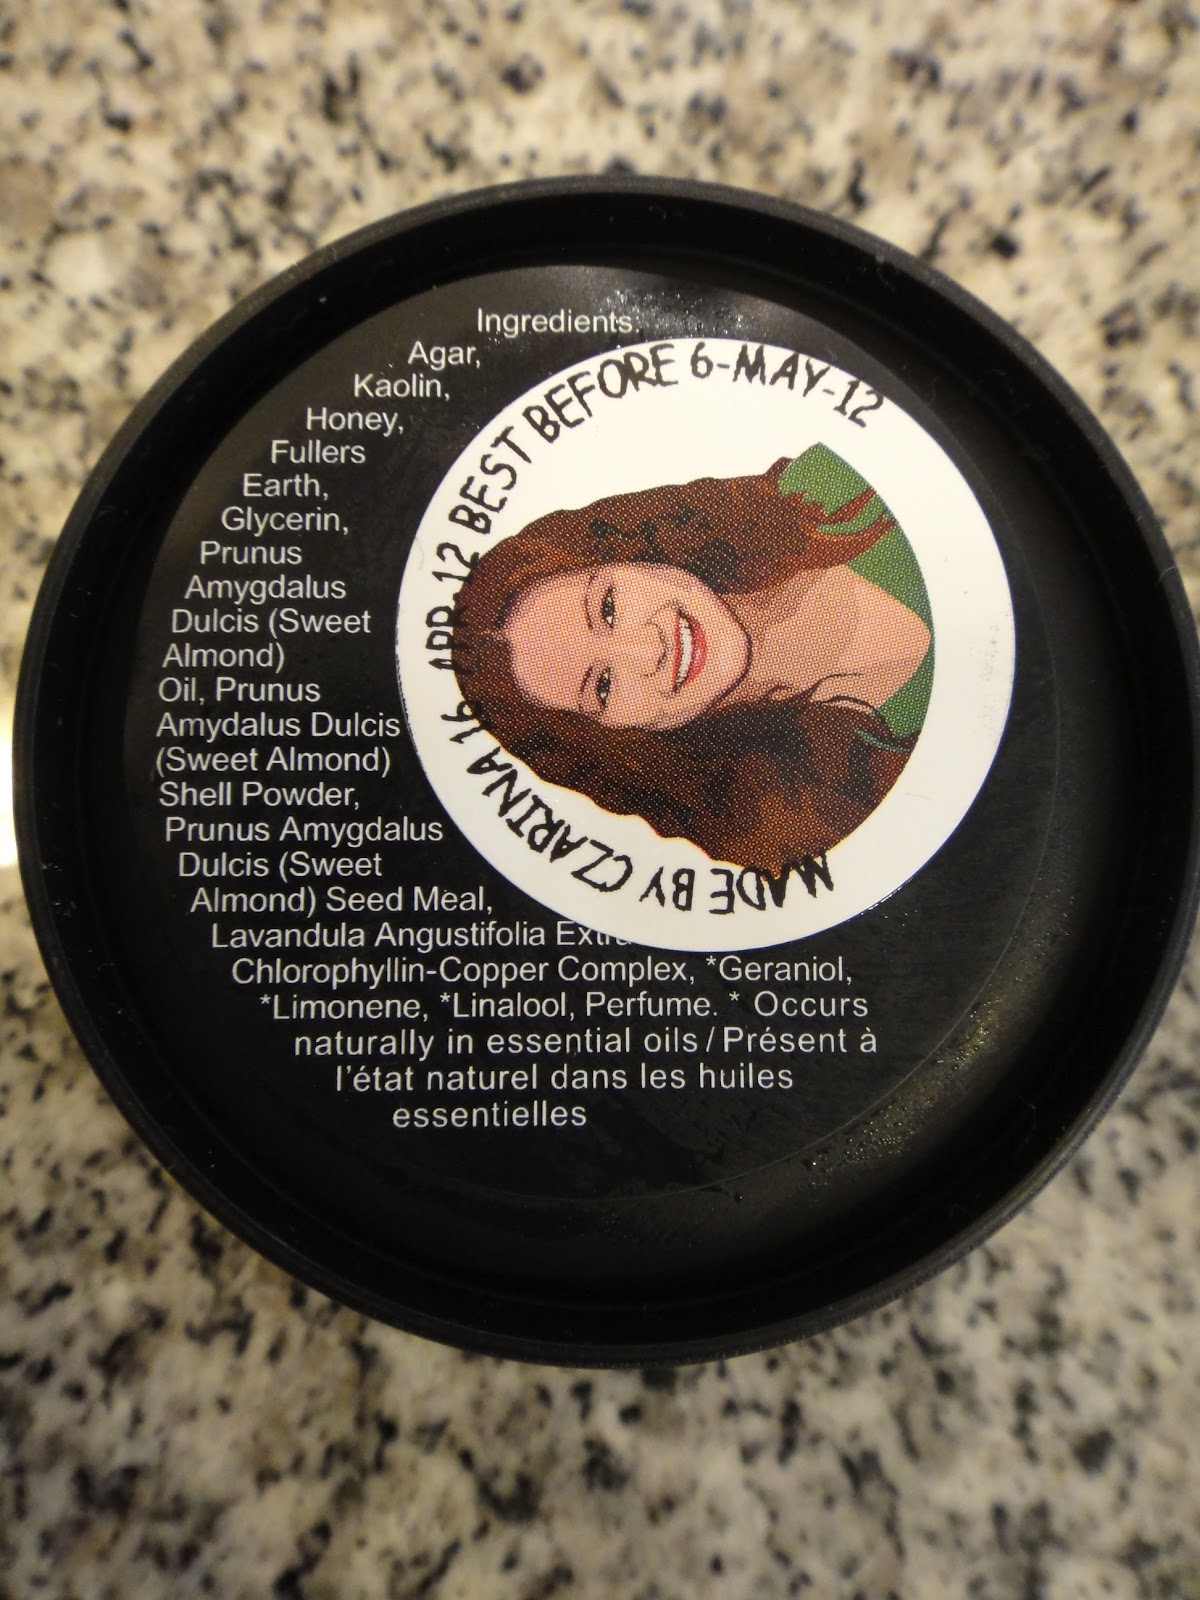 Ingredients:
Agar,
Kaolin,
Honey,
Fullers
Earth,
Glycerin,
Prunus
Amygdalus
Dulcis (Sweet
Almond)
Oil, Prunus
Amydalus Dulcis
(Sweet Almond)
Shell Powder,
Prunus Amygdalus
Dulcis (Sweet
Almond) Seed Meal,
Lavandula Angustifolia
Chlorophyllin-Copper Complex, *Geraniol,
*Limonene, *Linalool, Perfume. * Occurs
naturally in essential oils / Présent à
l'état naturel dans les huiles
essentielles
MADE BY CZARINA 16 APR-12 BEST BEFORE 6-MAY-12